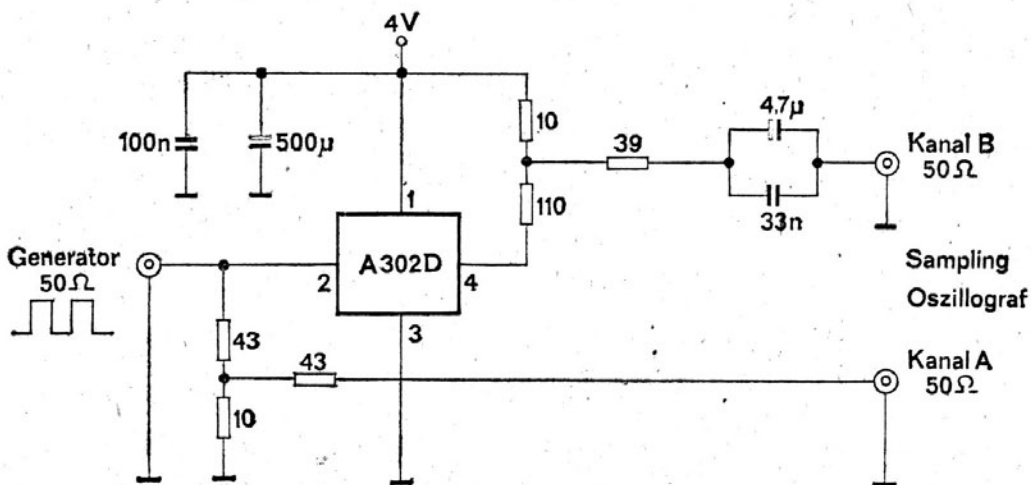 4V
100n
500µ
10
39
4,7µ
33n
Kanal B
50Ω
110
1
A302D
2
4
3
Generator
50Ω
Sampling
Oszillograf
43
43
10
Kanal A
50Ω